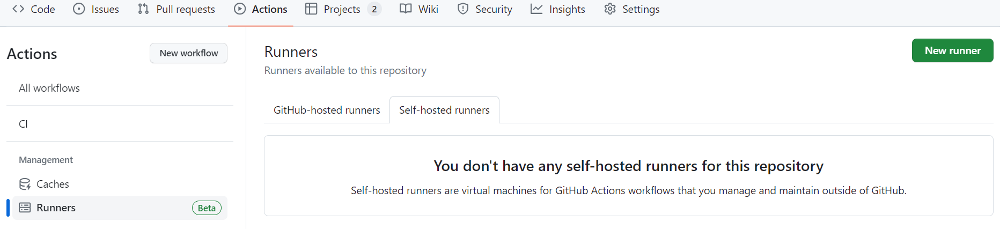 Code Issues Pull requests Actions Projects 2 Wiki Security Insights Settings
Actions
New workflow
All workflows
CI
Management
Caches
Runners Beta
Runners
New runner
Runners available to this repository
GitHub-hosted runners Self-hosted runners
You don't have any self-hosted runners for this repository
Self-hosted runners are virtual machines for GitHub Actions workflows that you manage and maintain outside of GitHub.